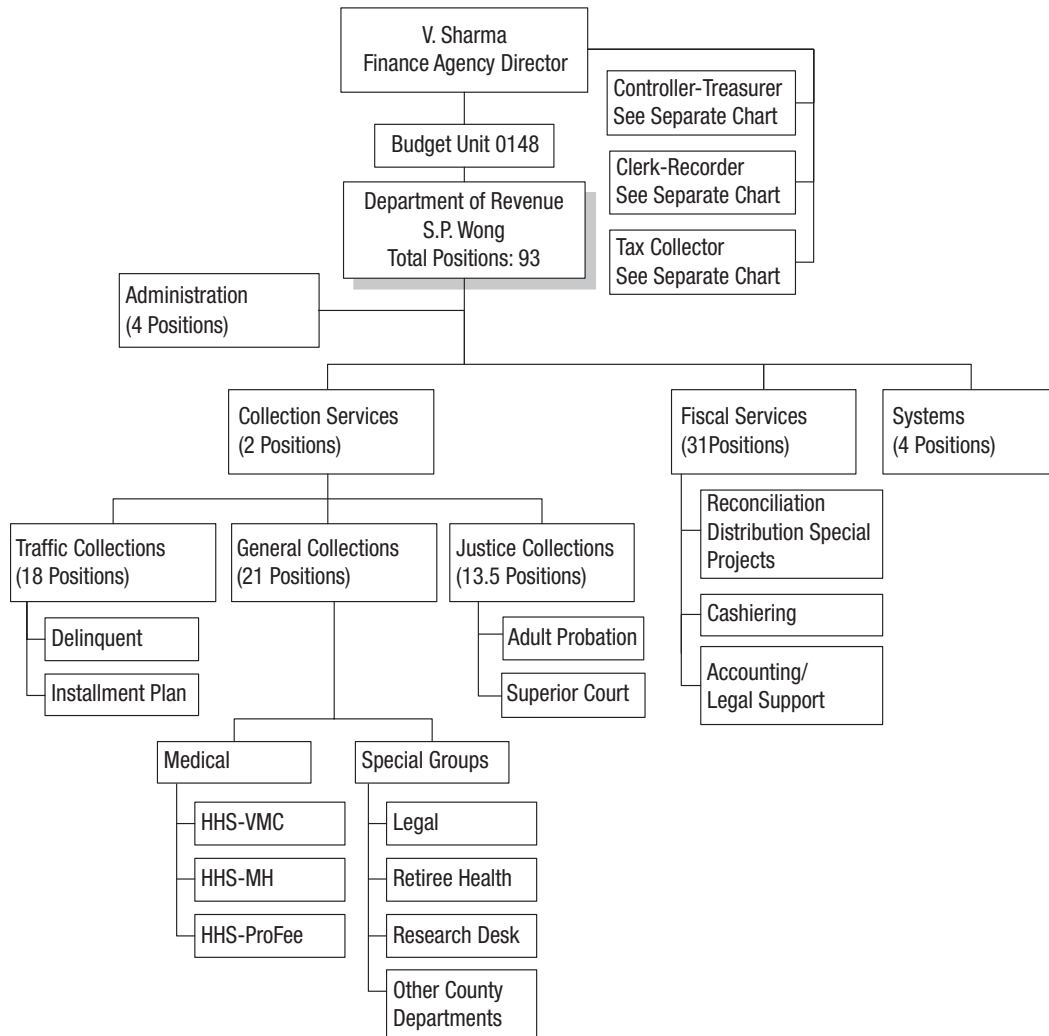 V. Sharma
Finance Agency Director
Controller-Treasurer
See Separate Chart
Budget Unit 0148
Clerk-Recorder
See Separate Chart
Department of Revenue
S.P. Wong
Total Positions: 93
Tax Collector
See Separate Chart
Administration
(4 Positions)
Collection Services
(2 Positions)
Fiscal Services
(31Positions)
Systems
(4 Positions)
Traffic Collections
(18 Positions)
General Collections
(21 Positions)
Justice Collections
(13.5 Positions)
Reconciliation
Distribution Special
Projects
Cashiering
Accounting/
Legal Support
Delinquent
Installment Plan
Adult Probation
Superior Court
Medical
HHS-VMC
HHS-MH
HHS-ProFee
Special Groups
Legal
Retiree Health
Research Desk
Other County
Departments